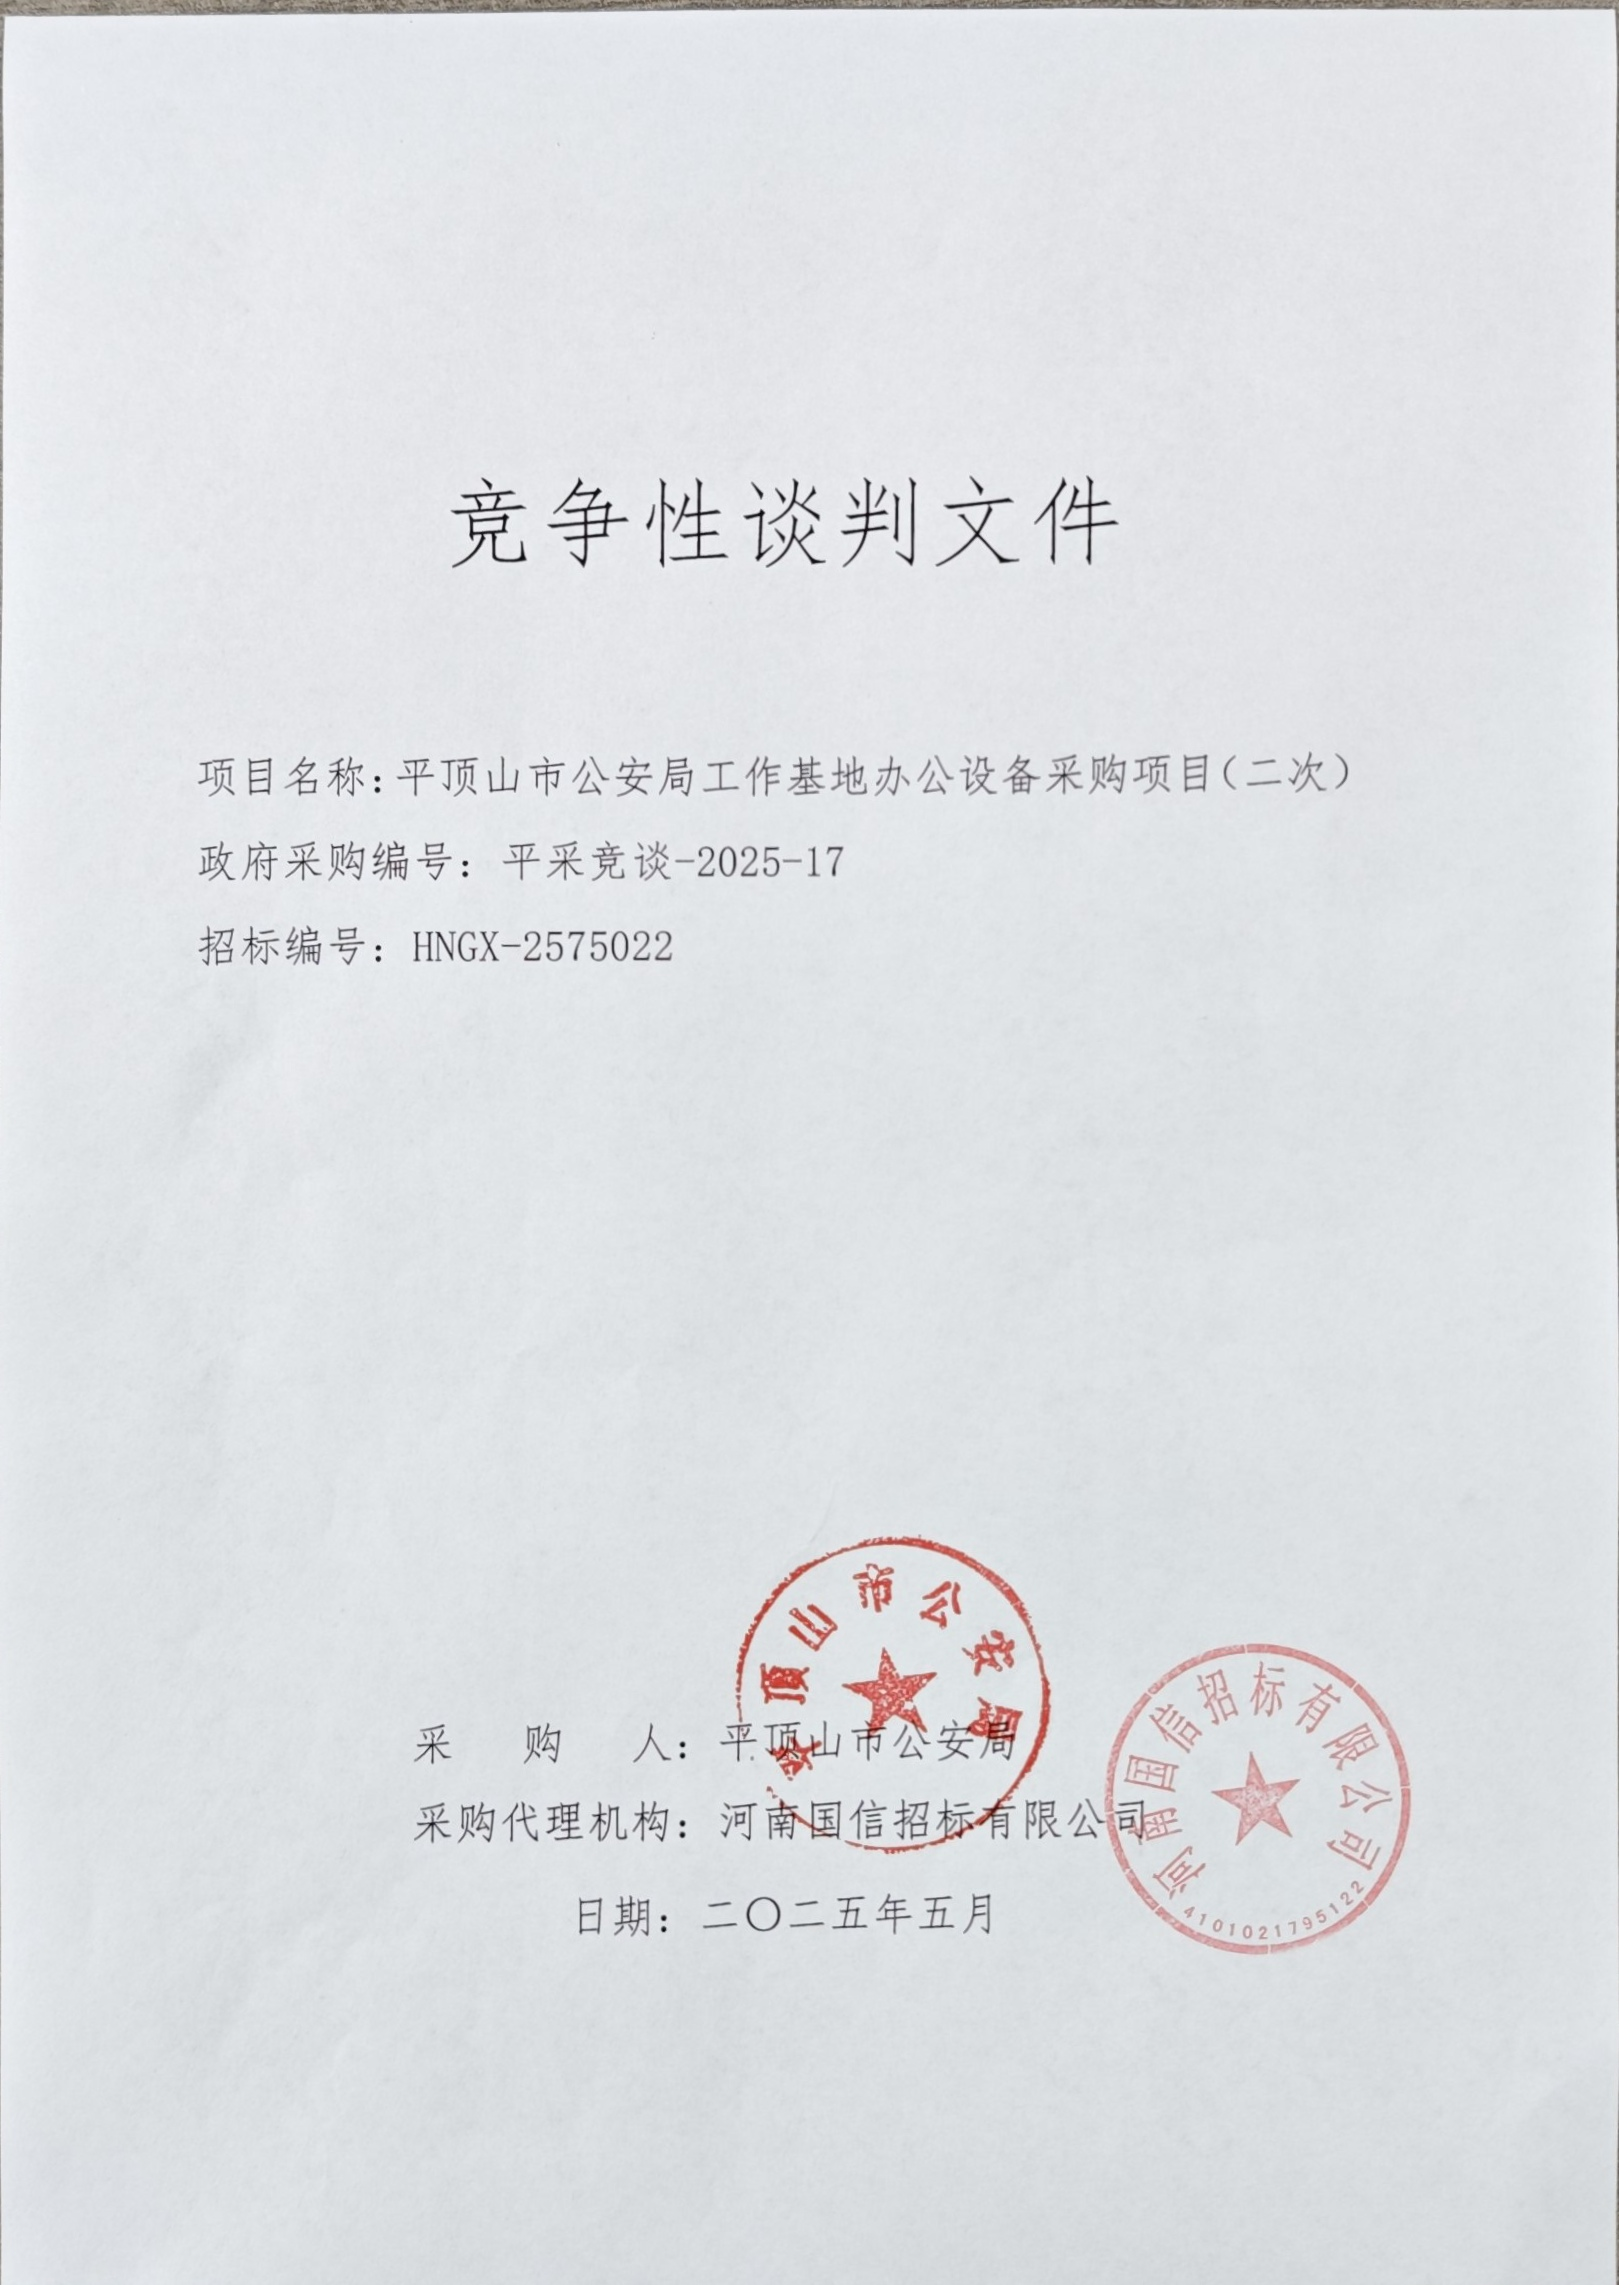 竞争性谈判文件
项目名称：平顶山市公安局工作基地办公设备采购项目（二次）
政府采购编号：平采竞谈-2025-17
招标编号：HNGX-2575022
采购人：平顶山市公安局
采购代理机构：河南国信招标有限公司
日期：二〇二五年五月
顶山市公安局
河南国信招标有限公司
4101021795122